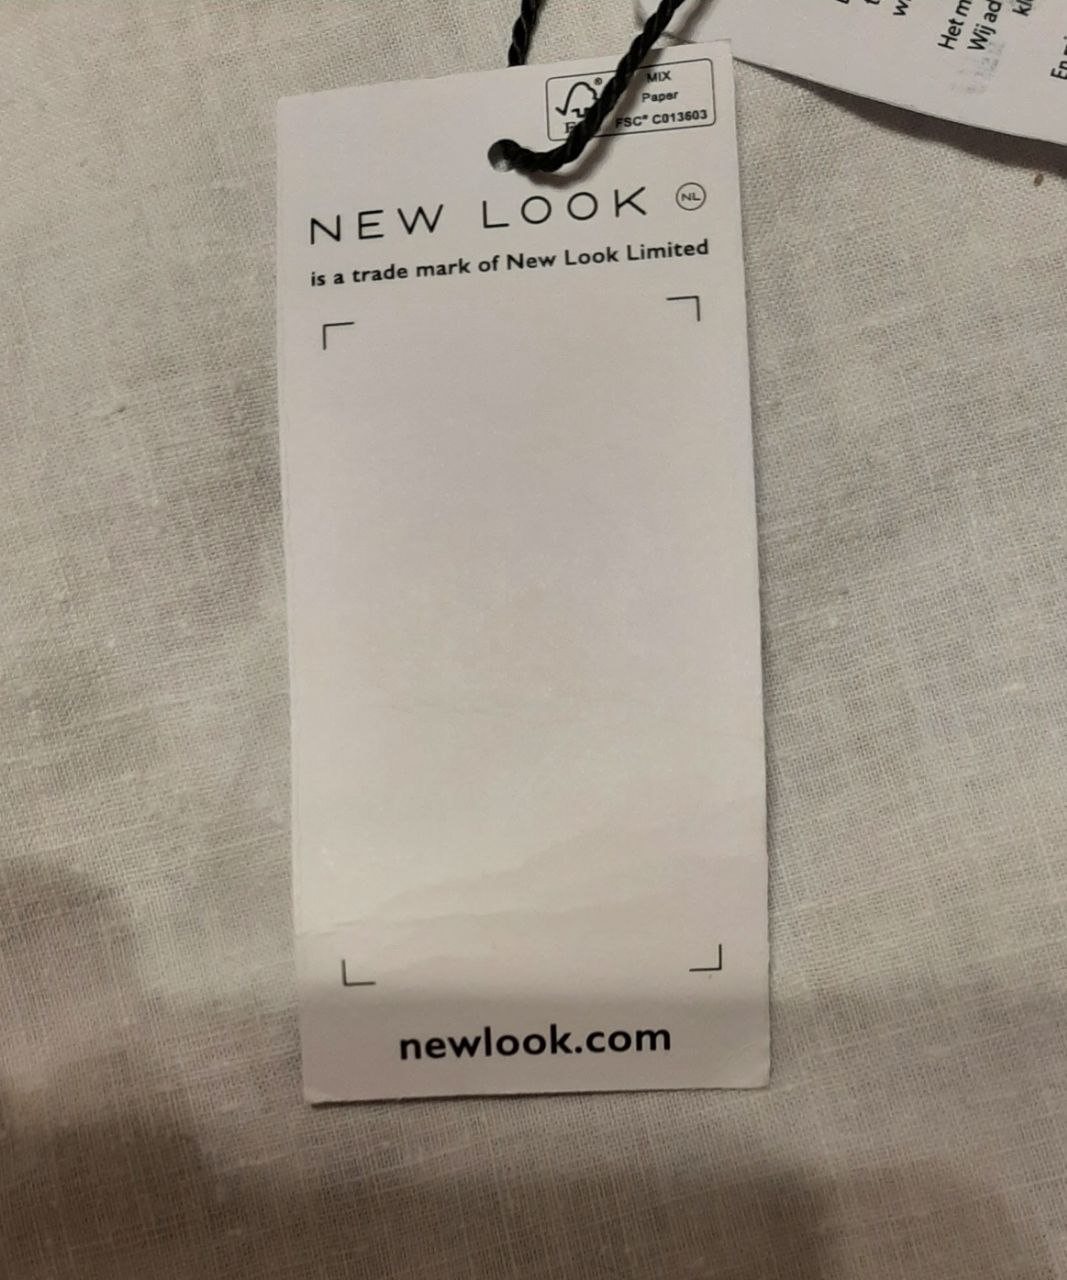 MIX
Paper
FSC® C013603
NEW LOOK NL
is a trade mark of New Look Limited
newlook.com
Het m
Wij ad